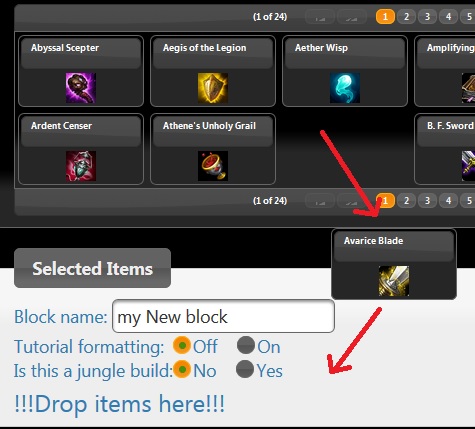 (1 of 24) 1 2 3 4 5
Abyssal Scepter Aegis of the Legion Aether Wisp Amplifying
Ardent Censer Athene's Unholy Grail B. F. Sword
(1 of 24) 1 2 3 4 5
Avarice Blade
Selected Items
Block name: my New block
Tutorial formatting: Off On
Is this a jungle build: No Yes
!!!Drop items here!!!